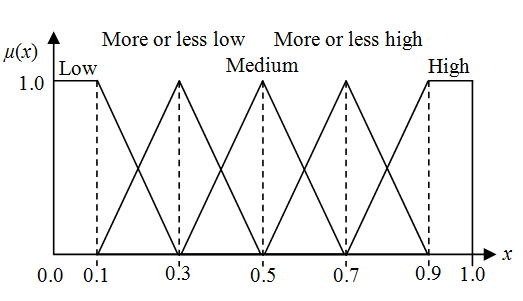 More or less low More or less high
μ(x)
Low Medium High
1.0
x
0.0 0.1 0.3 0.5 0.7 0.9 1.0